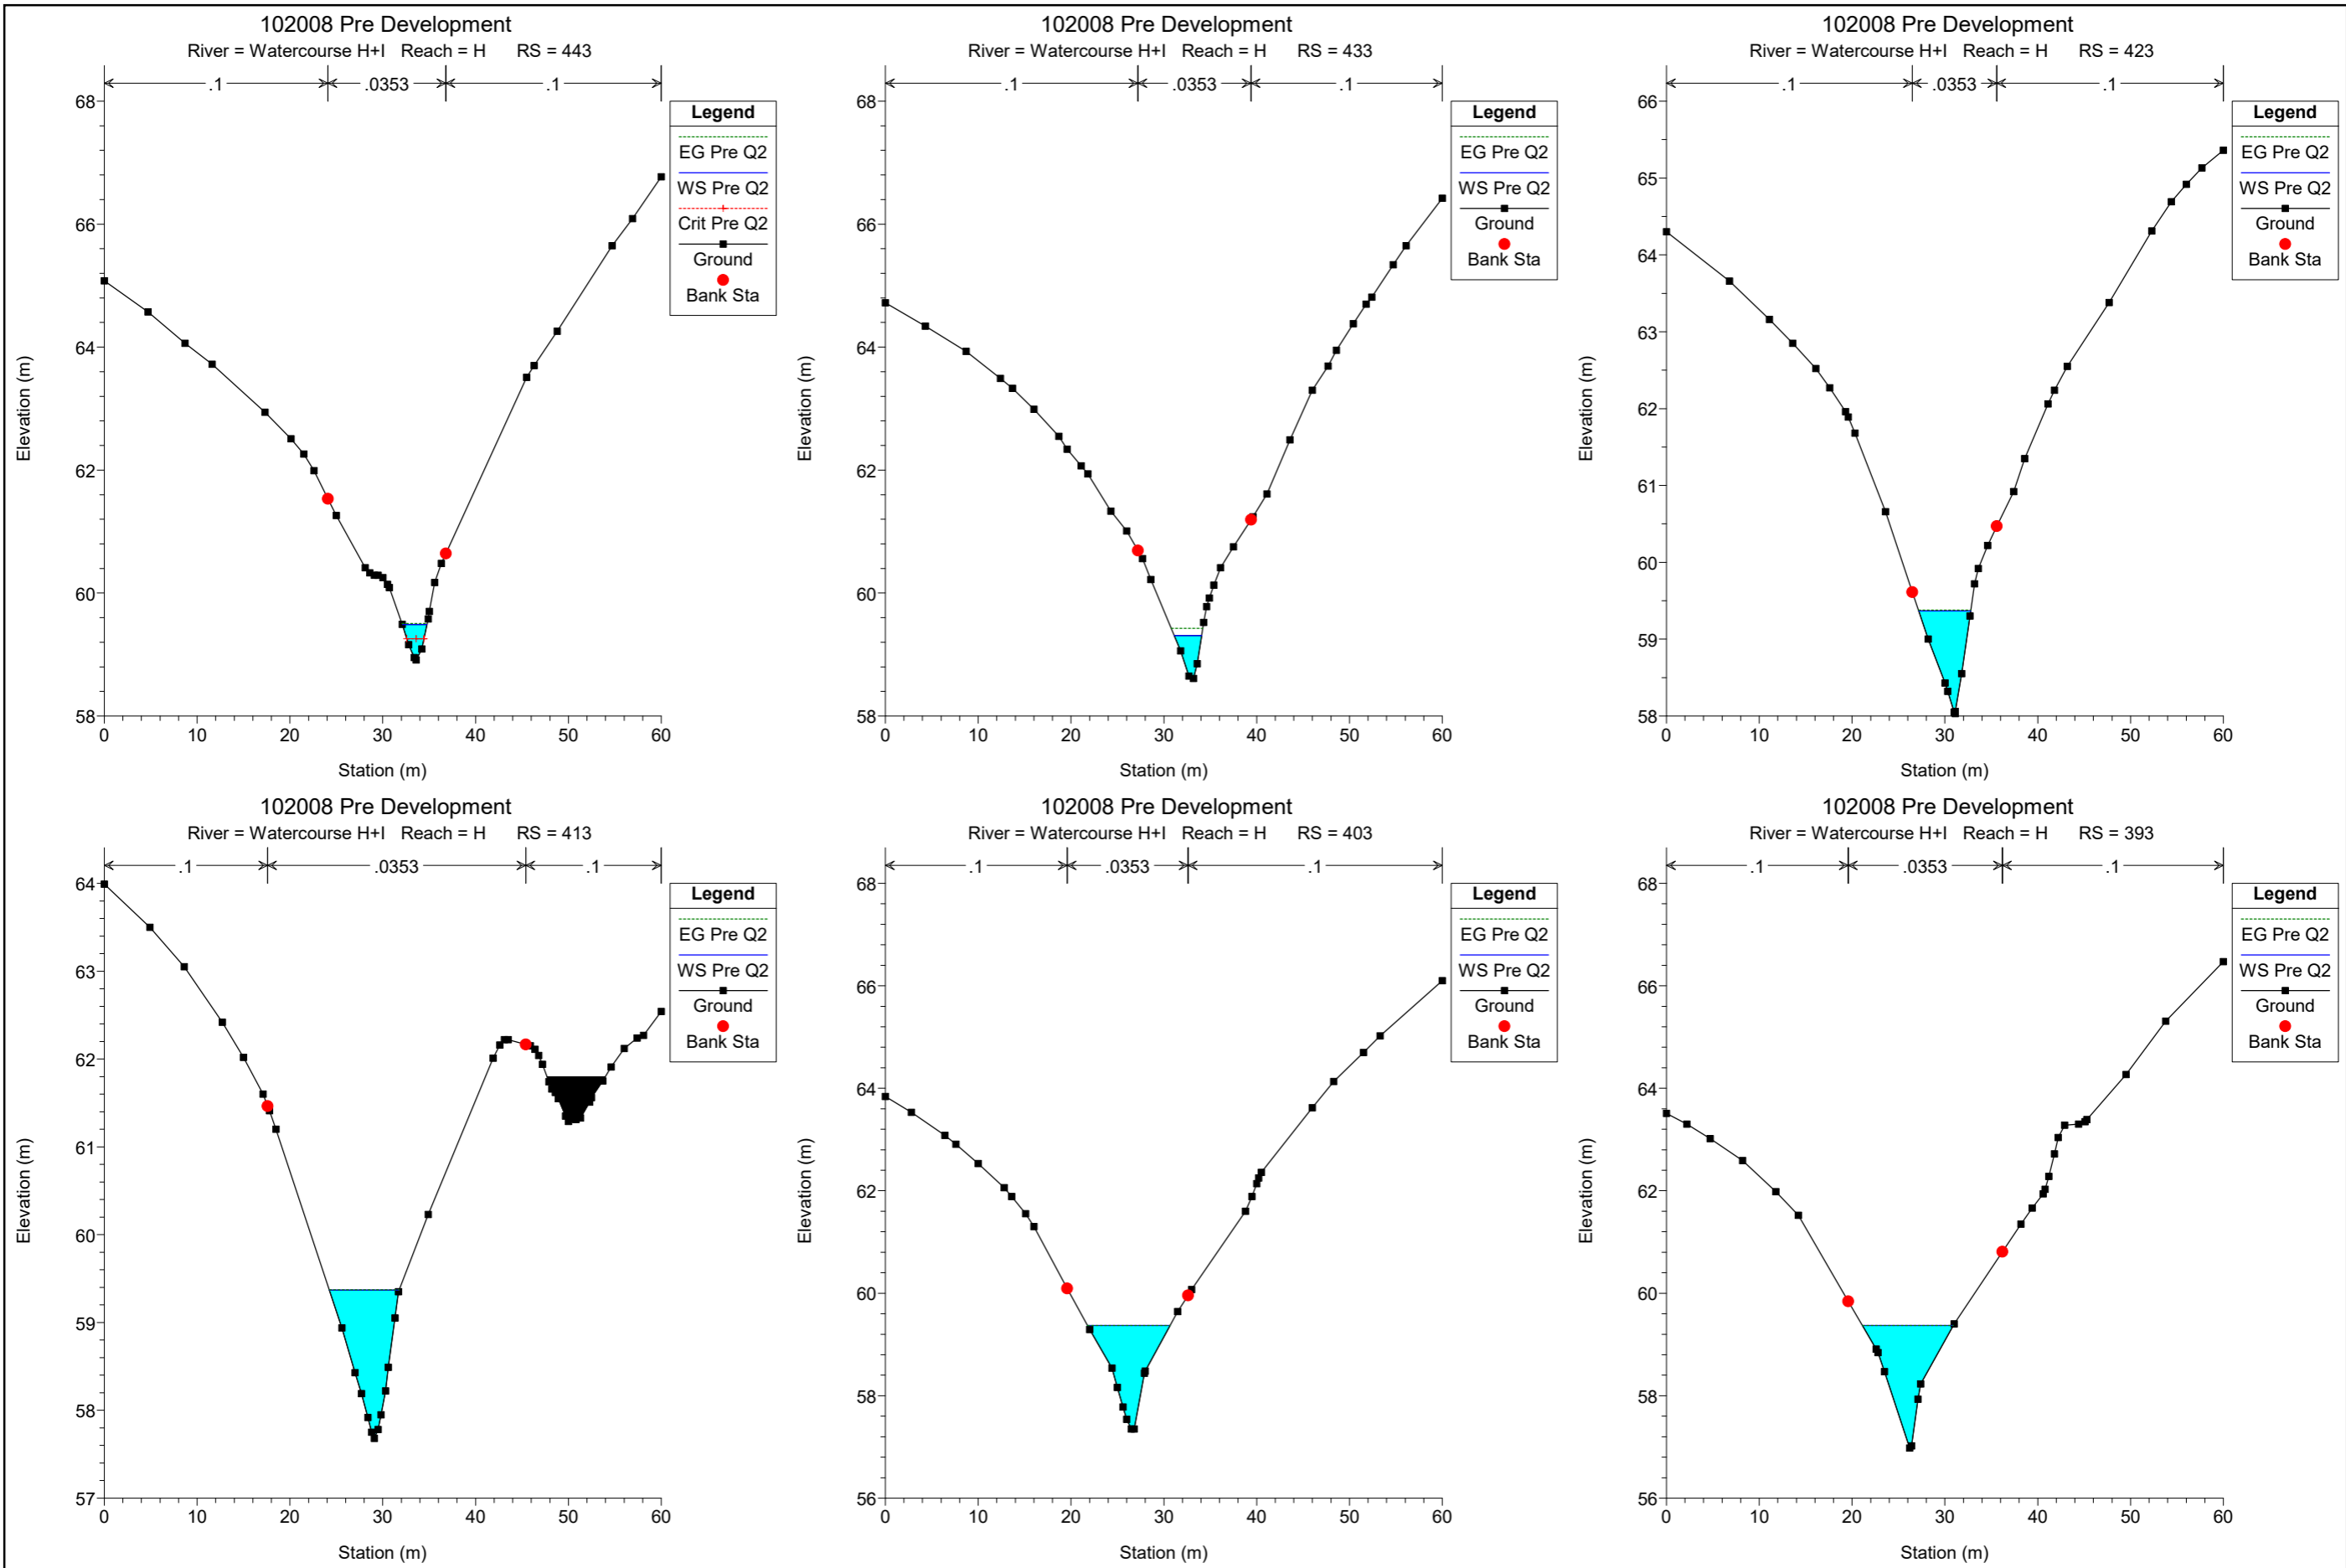 102008 Pre Development
River = Watercourse H+I Reach = H RS = 443
.1 .0353 .1
Legend
EG Pre Q2
WS Pre Q2
Crit Pre Q2
Ground
Bank Sta
68
66
64
62
60
58
Elevation (m)
0 10 20 30 40 50 60
Station (m)
102008 Pre Development
River = Watercourse H+I Reach = H RS = 433
.1 .0353 .1
Legend
EG Pre Q2
WS Pre Q2
Ground
Bank Sta
68
66
64
62
60
58
Elevation (m)
0 10 20 30 40 50 60
Station (m)
102008 Pre Development
River = Watercourse H+I Reach = H RS = 423
.1 .0353 .1
Legend
EG Pre Q2
WS Pre Q2
Ground
Bank Sta
66
65
64
63
62
61
60
59
58
Elevation (m)
0 10 20 30 40 50 60
Station (m)
102008 Pre Development
River = Watercourse H+I Reach = H RS = 413
.1 .0353 .1
Legend
EG Pre Q2
WS Pre Q2
Ground
Bank Sta
64
63
62
61
60
59
58
57
Elevation (m)
0 10 20 30 40 50 60
Station (m)
102008 Pre Development
River = Watercourse H+I Reach = H RS = 403
.1 .0353 .1
Legend
EG Pre Q2
WS Pre Q2
Ground
Bank Sta
68
66
64
62
60
58
56
Elevation (m)
0 10 20 30 40 50 60
Station (m)
102008 Pre Development
River = Watercourse H+I Reach = H RS = 393
.1 .0353 .1
Legend
EG Pre Q2
WS Pre Q2
Ground
Bank Sta
68
66
64
62
60
58
56
Elevation (m)
0 10 20 30 40 50 60
Station (m)